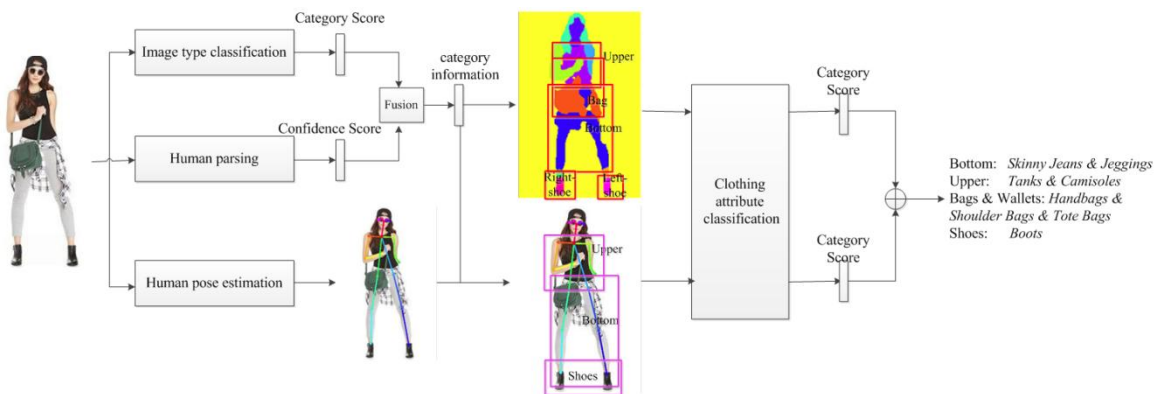 Category Score
Image type classification
category
information
Fusion
Confidence Score
Human parsing
Human pose estimation
Upper
Bag
Bottom
Right-
shoe
Left-
shoe
Upper
Bottom
Shoes
Clothing
attribute
classification
Category
Score
Category
Score
Bottom: Skinny Jeans & Jeggings
Upper: Tanks & Camisoles
Bags & Wallets: Handbags &
Shoulder Bags & Tote Bags
Shoes: Boots